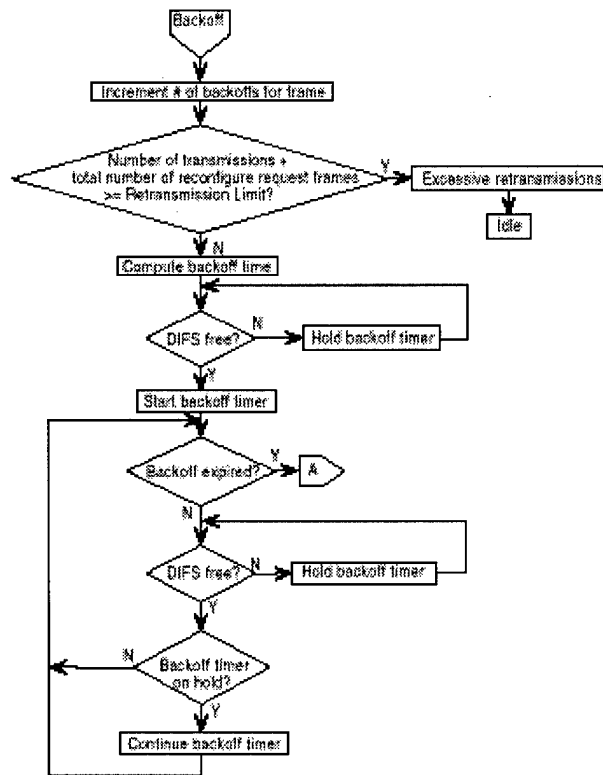 Backoff
Increment # of backoffs for frame
Number of transmissions +
total number of reconfigure request frames
>= Retransmission Limit?
Y
Excessive retransmissions
Idle
N
Compute backoff time
DIFS free?
N
Hold backoff timer
Y
Start backoff timer
Backoff expired?
Y
A
N
DIFS free?
N
Hold backoff timer
Y
Backoff timer
on hold?
N
Y
Continue backoff timer